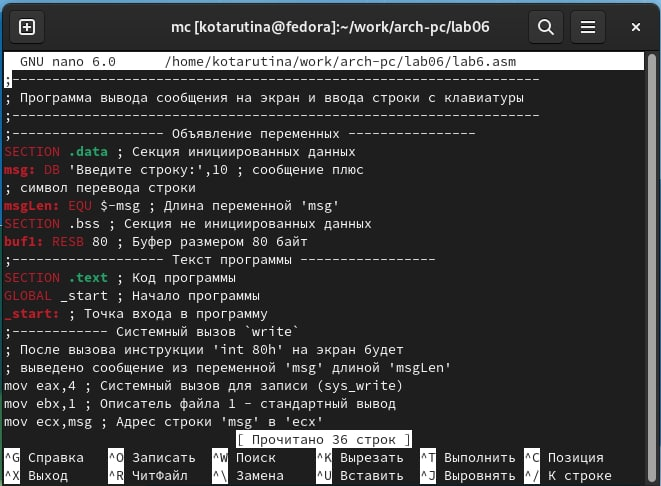 mc [kotarutina@fedora]:~/work/arch-pc/lab06
GNU nano 6.0 /home/kotarutina/work/arch-pc/lab06/lab6.asm
;------------------------------------------------------------------
; Программа вывода сообщения на экран и ввода строки с клавиатуры
;------------------------------------------------------------------
;------------------- Объявление переменных ----------------
SECTION .data ; Секция инициированных данных
msg: DB 'Введите строку:',10 ; сообщение плюс
; символ перевода строки
msgLen: EQU $-msg ; Длина переменной 'msg'
SECTION .bss ; Секция не инициированных данных
buf1: RESB 80 ; Буфер размером 80 байт
;------------------- Текст программы -----------------
SECTION .text ; Код программы
GLOBAL _start ; Начало программы
_start: ; Точка входа в программу
;------------ Системный вызов `write`
; После вызова инструкции 'int 80h' на экран будет
; выведено сообщение из переменной 'msg' длиной 'msgLen'
mov eax,4 ; Системный вызов для записи (sys_write)
mov ebx,1 ; Описатель файла 1 - стандартный вывод
mov ecx,msg ; Адрес строки 'msg' в 'ecx'
[ Прочитано 36 строк ]
^G Справка ^O Записать ^W Поиск ^K Вырезать ^T Выполнить ^C Позиция
^X Выход ^R ЧитФайл ^\ Замена ^U Вставить ^J Выровнять ^/ К строке